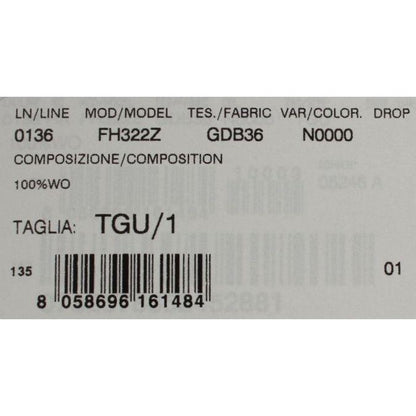 LN/LINE MOD/MODEL TES./FABRIC VAR/COLOR. DROP
0136 FH322Z GDB36 N0000
COMPOSIZIONE/COMPOSITION
100%WO
TAGLIA: TGU/1
135 01
8 058696 161484